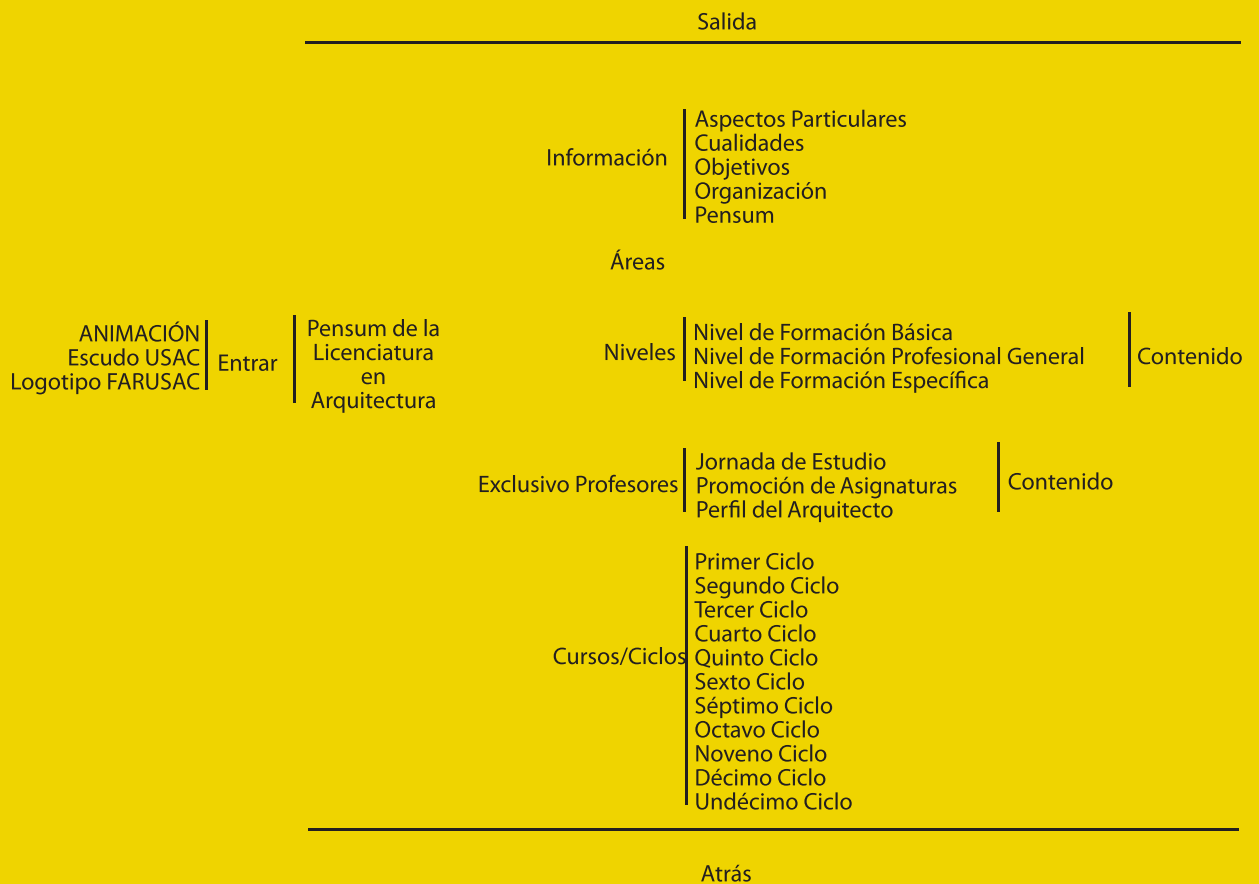 Salida
Información
Aspectos Particulares
Cualidades
Objetivos
Organización
Pensum
Áreas
ANIMACIÓN
Escudo USAC
Logotipo FARUSAC
Entrar
Pensum de la
Licenciatura
en
Arquitectura
Niveles
Nivel de Formación Básica
Nivel de Formación Profesional General
Nivel de Formación Específica
Contenido
Exclusivo Profesores
Jornada de Estudio
Promoción de Asignaturas
Perfil del Arquitecto
Contenido
Cursos/Ciclos
Primer Ciclo
Segundo Ciclo
Tercer Ciclo
Cuarto Ciclo
Quinto Ciclo
Sexto Ciclo
Séptimo Ciclo
Octavo Ciclo
Noveno Ciclo
Décimo Ciclo
Undécimo Ciclo
Atrás